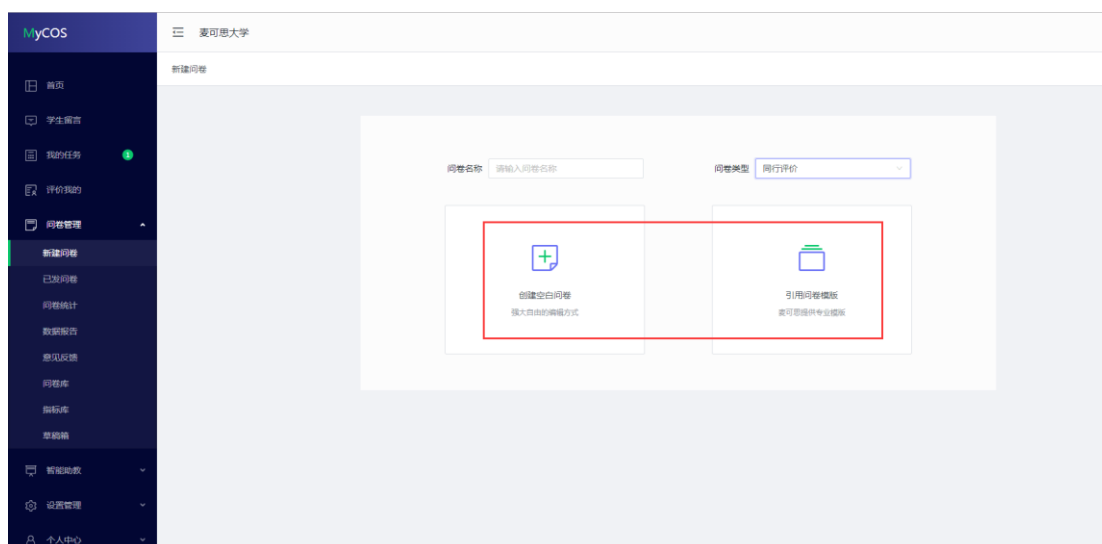 MyCOS
麦可思大学
新建问卷
首页
学生留言
我的任务 1
评价我的
问卷管理
新建问卷
已发问卷
问卷统计
数据报告
意见反馈
问卷库
指标库
草稿箱
智能助教
设置管理
个人中心
问卷名称 请输入问卷名称 问卷类型 同行评价
创建空白问卷
强大自由的编辑方式
引用问卷模版
麦可思提供专业模版